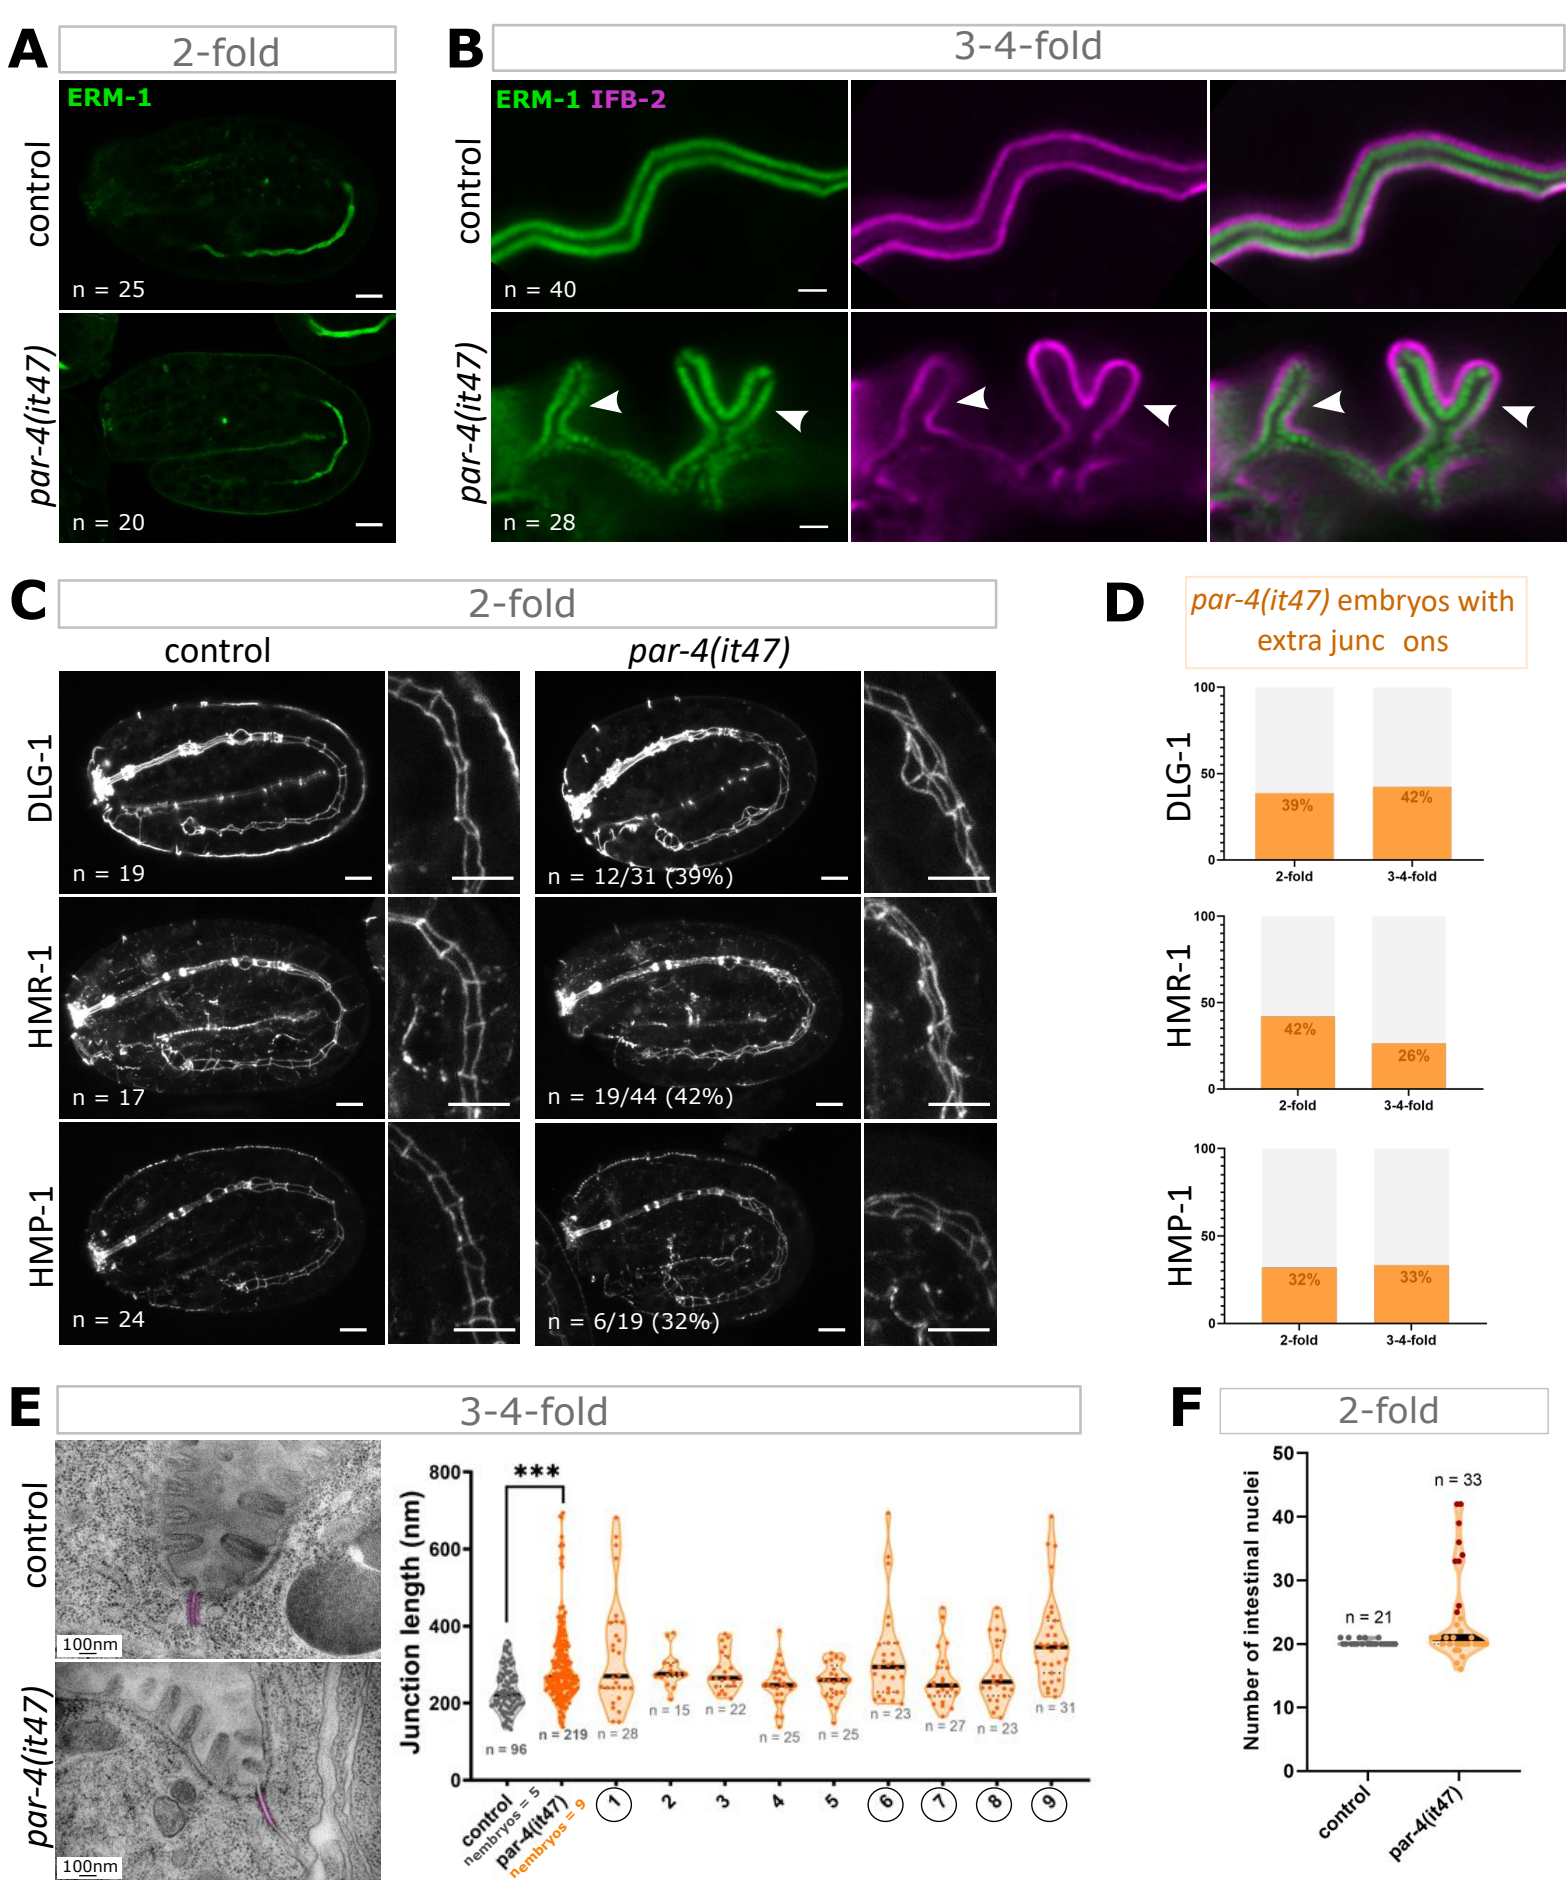 A
2-fold
ERM-1
control
n = 25
par-4(it47)
n = 20
B
3-4-fold
ERM-1 IFB-2
control
n = 40
par-4(it47)
n = 28
C
2-fold
control
par-4(it47)
DLG-1
n = 19
n = 12/31 (39%)
HMR-1
n = 17
n = 19/44 (42%)
HMP-1
n = 24
n = 6/19 (32%)
D
par-4(it47) embryos with
extra junc ons
DLG-1
100
50
0
39%
42%
2-fold
3-4-fold
HMR-1
100
50
0
42%
26%
2-fold
3-4-fold
HMP-1
100
50
0
32%
33%
2-fold
3-4-fold
E
3-4-fold
control
100nm
par-4(it47)
100nm
Junction length (nm)
800
600
400
200
0
***
n = 96
n = 219
n = 28
n = 15
n = 22
n = 25
n = 25
n = 23
n = 27
n = 23
n = 31
control
nembryos = 5
par-4(it47)
nembryos = 9
1
2
3
4
5
6
7
8
9
F
2-fold
Number of intestinal nuclei
50
40
30
20
10
0
n = 21
n = 33
control
par-4(it47)